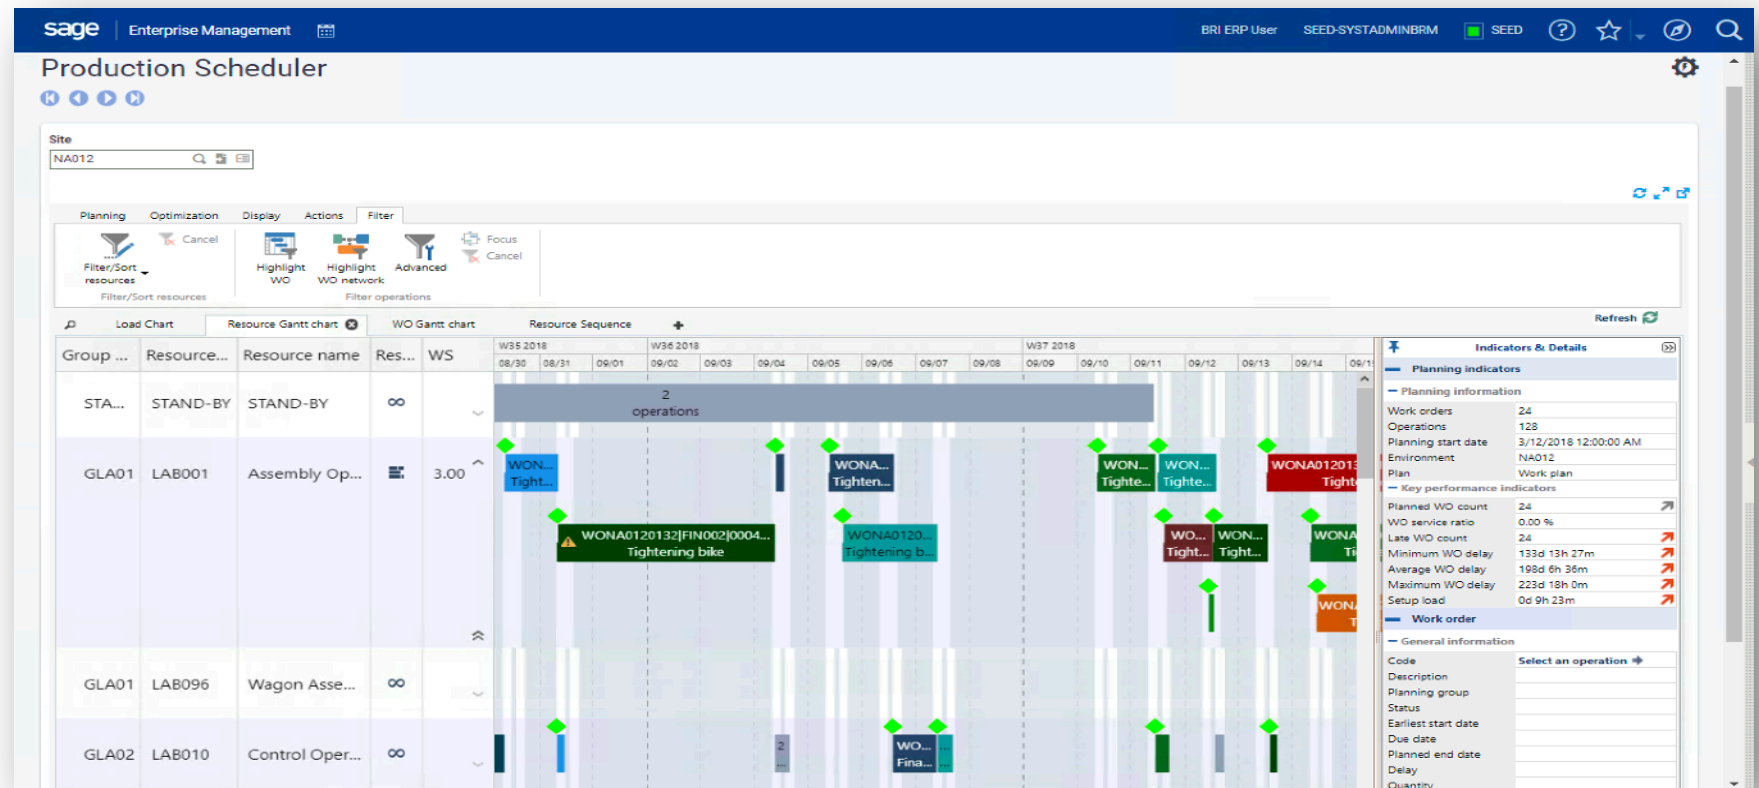 sage Enterprise Management BRI ERP User SEED-SYSTADMINBRM SEED
Production Scheduler
Site
NA012
Planning Optimization Display Actions Filter
Cancel
Filter/Sort
resources
Highlight
WO
Highlight
WO network
Advanced
Focus
Cancel
Filter/Sort resources Filter operations
Refresh
Load Chart Resource Gantt chart WO Gantt chart Resource Sequence
Group ... Resource... Resource name Res... WS
W35 2018 W36 2018 W37 2018
08/30 08/31 09/01 09/02 09/03 09/04 09/05 09/06 09/07 09/08 09/09 09/10 09/11 09/12 09/13 09/14 09/1
STA... STAND-BY STAND-BY ∞
2
operations
GLA01 LAB001 Assembly Op... 3.00
WON... WONA... WON... WON... WONA01201
Tight... Tighten... Tighte... Tighte... Tight
WONA0120132|FIN002|0004... WONA0120... WO... WON... WONA
Tightening bike Tightening b... Tight... Tight... Ti
WON
T
GLA01 LAB096 Wagon Asse... ∞
GLA02 LAB010 Control Oper... ∞
2
...
WO...
Fina...
Indicators & Details
Planning indicators
Planning information
Work orders 24
Operations 128
Planning start date 3/12/2018 12:00:00 AM
Environment NA012
Plan Work plan
Key performance indicators
Planned WO count 24
WO service ratio 0.00 %
Late WO count 24
Minimum WO delay 133d 13h 27m
Average WO delay 198d 6h 36m
Maximum WO delay 223d 18h 0m
Setup load 0d 9h 23m
Work order
General information
Code Select an operation
Description
Planning group
Status
Earliest start date
Due date
Planned end date
Delay
Quantity